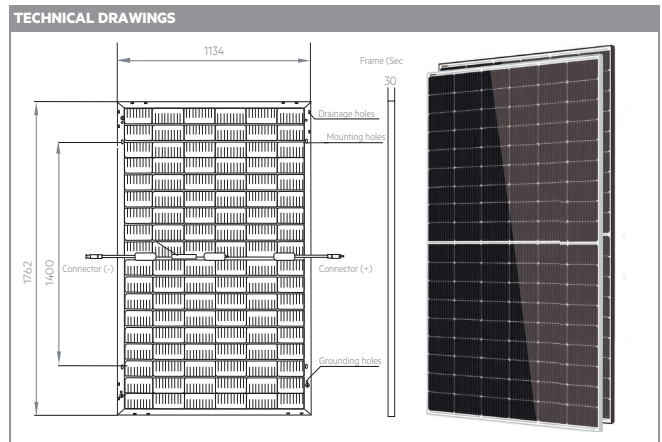 TECHNICAL DRAWINGS
1134
Frame (Sec
30
Drainage holes
Mounting holes
1762
1400
Connector (-)
Connector (+)
Grounding holes